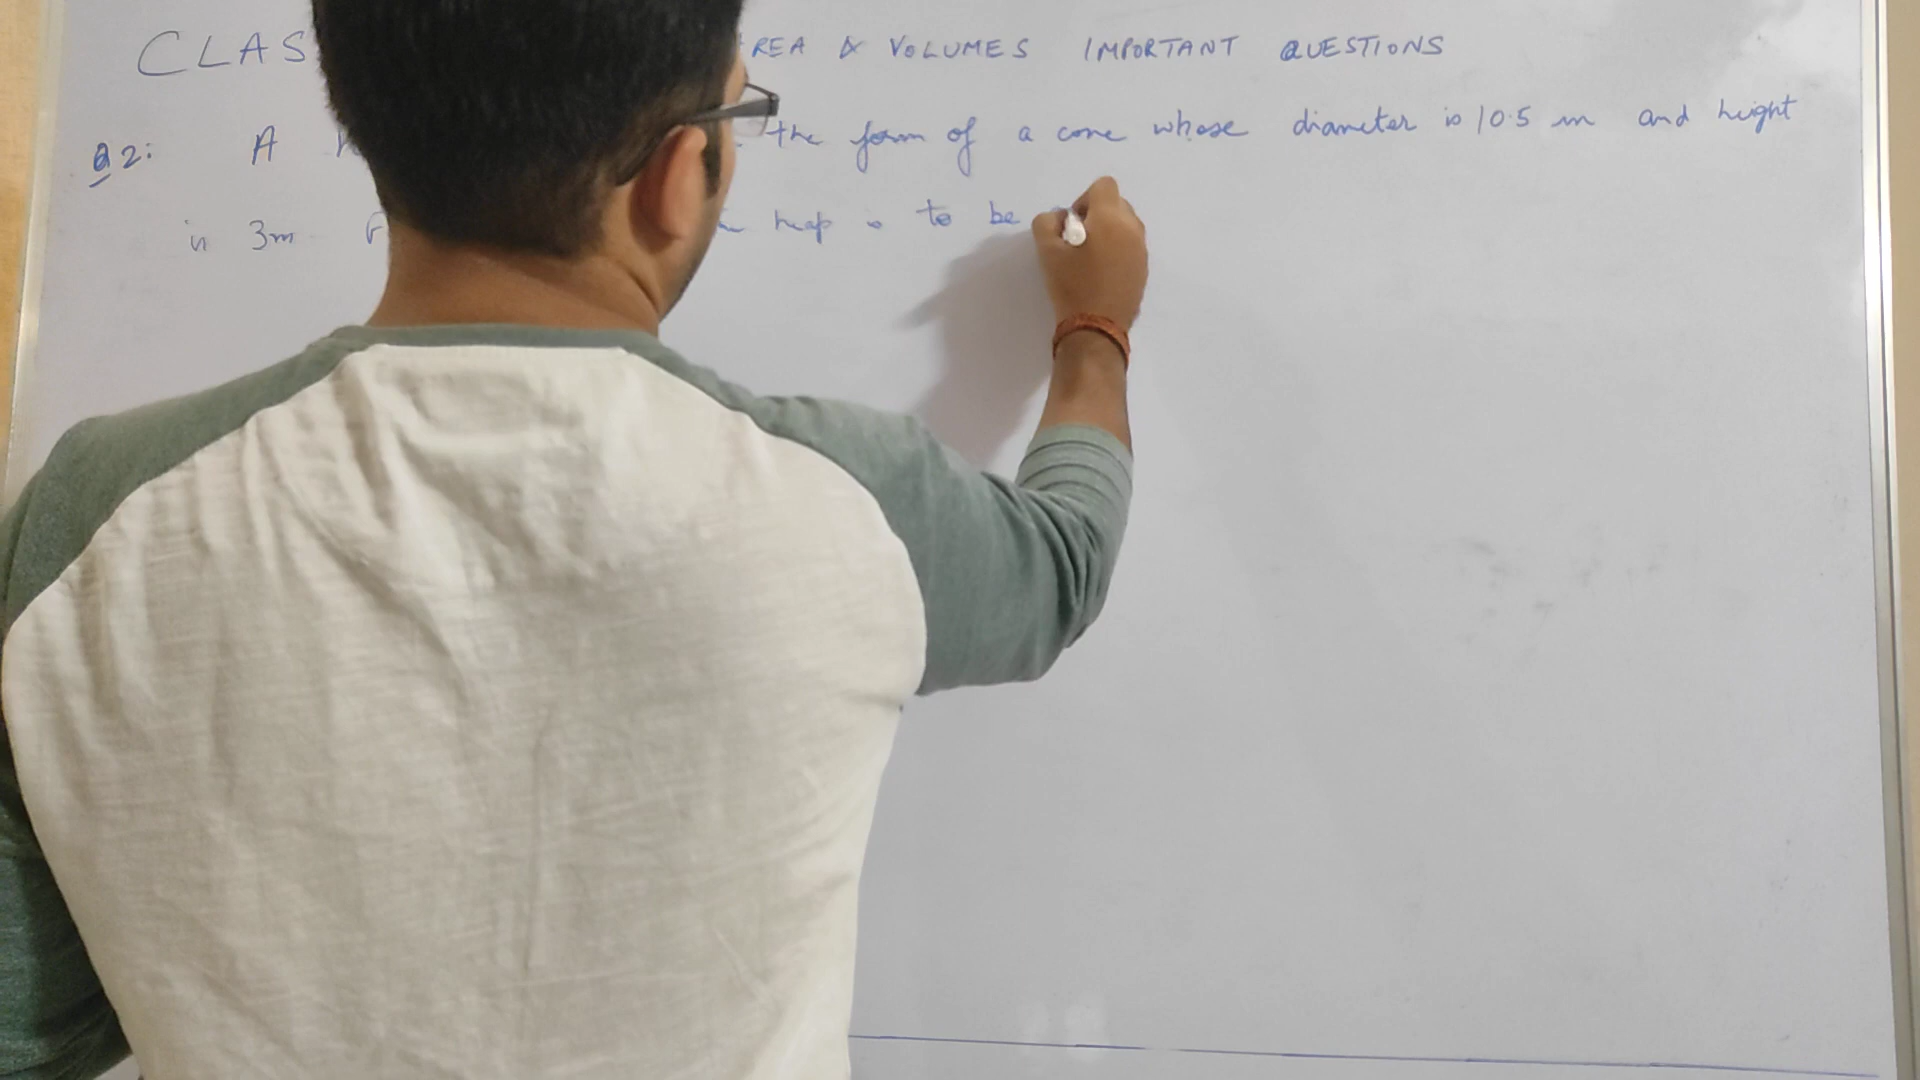 CLAS REA & VOLUMES IMPORTANT QUESTIONS
Q2: A the form of a cone whose diameter is 10.5 m and height
is 3m heap is to be